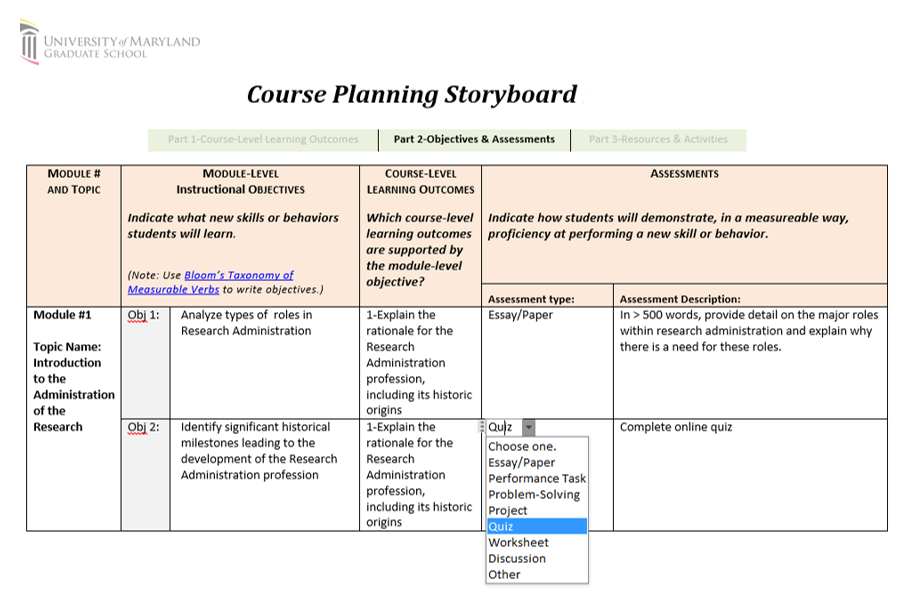 UNIVERSITY of MARYLAND
GRADUATE SCHOOL
Course Planning Storyboard
Part 1-Course-Level Learning Outcomes
Part 2-Objectives & Assessments
Part 3-Resources & Activities
MODULE #
AND TOPIC
MODULE-LEVEL
Instructional OBJECTIVES
Indicate what new skills or behaviors
students will learn.
(Note: Use Bloom's Taxonomy of
Measurable Verbs to write objectives.)
COURSE-LEVEL
LEARNING OUTCOMES
Which course-level
learning outcomes
are supported by
the module-level
objective?
ASSESSMENTS
Indicate how students will demonstrate, in a measureable way,
proficiency at performing a new skill or behavior.
Assessment type:
Assessment Description:
Module #1
Topic Name:
Introduction
to the
Administration
of the
Research
Obj 1:
Analyze types of roles in
Research Administration
1-Explain the
rationale for the
Research
Administration
profession,
including its historic
origins
Essay/Paper
In > 500 words, provide detail on the major roles
within research administration and explain why
there is a need for these roles.
Obj 2:
Identify significant historical
milestones leading to the
development of the Research
Administration profession
1-Explain the
rationale for the
Research
Administration
profession,
including its historic
origins
Quiz
Choose one.
Essay/Paper
Performance Task
Problem-Solving
Project
Quiz
Worksheet
Discussion
Other
Complete online quiz